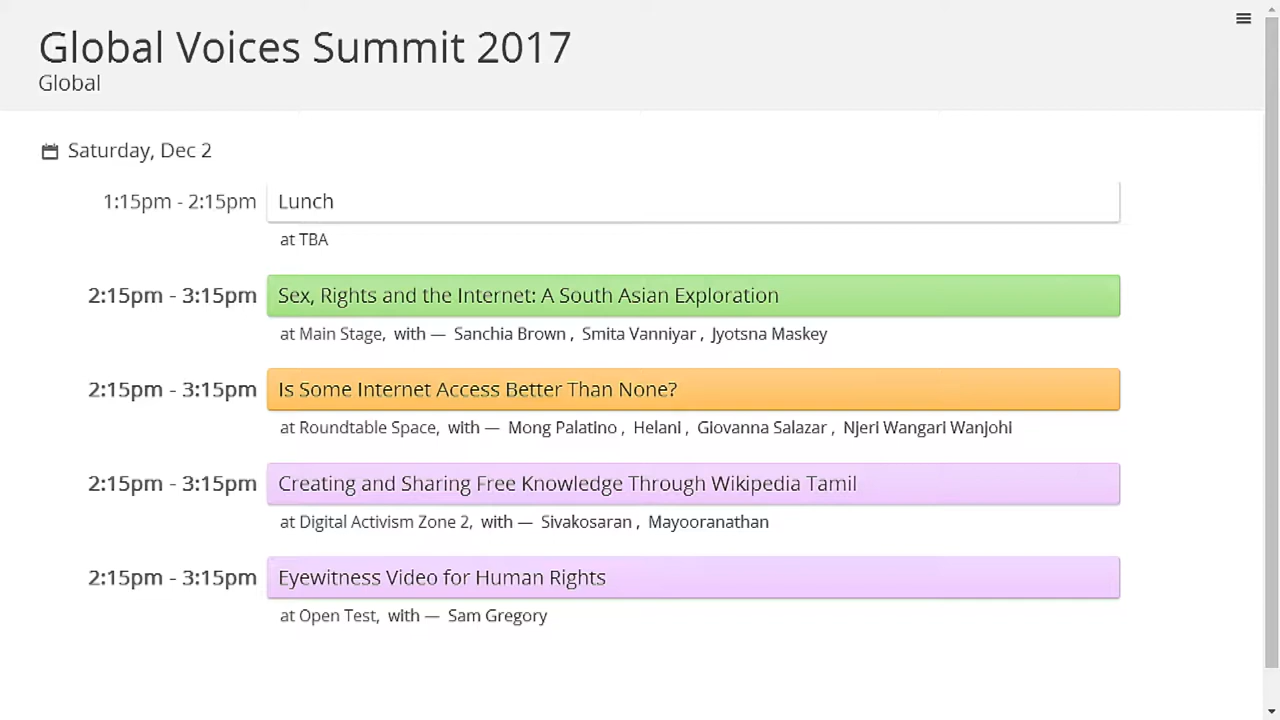 Global Voices Summit 2017
Global
Saturday, Dec 2
1:15pm - 2:15pm Lunch
at TBA
2:15pm - 3:15pm Sex, Rights and the Internet: A South Asian Exploration
at Main Stage, with — Sanchia Brown , Smita Vanniyar , Jyotsna Maskey
2:15pm - 3:15pm Is Some Internet Access Better Than None?
at Roundtable Space, with — Mong Palatino , Helani , Giovanna Salazar , Njeri Wangari Wanjohi
2:15pm - 3:15pm Creating and Sharing Free Knowledge Through Wikipedia Tamil
at Digital Activism Zone 2, with — Sivakosaran , Mayooranathan
2:15pm - 3:15pm Eyewitness Video for Human Rights
at Open Test, with — Sam Gregory